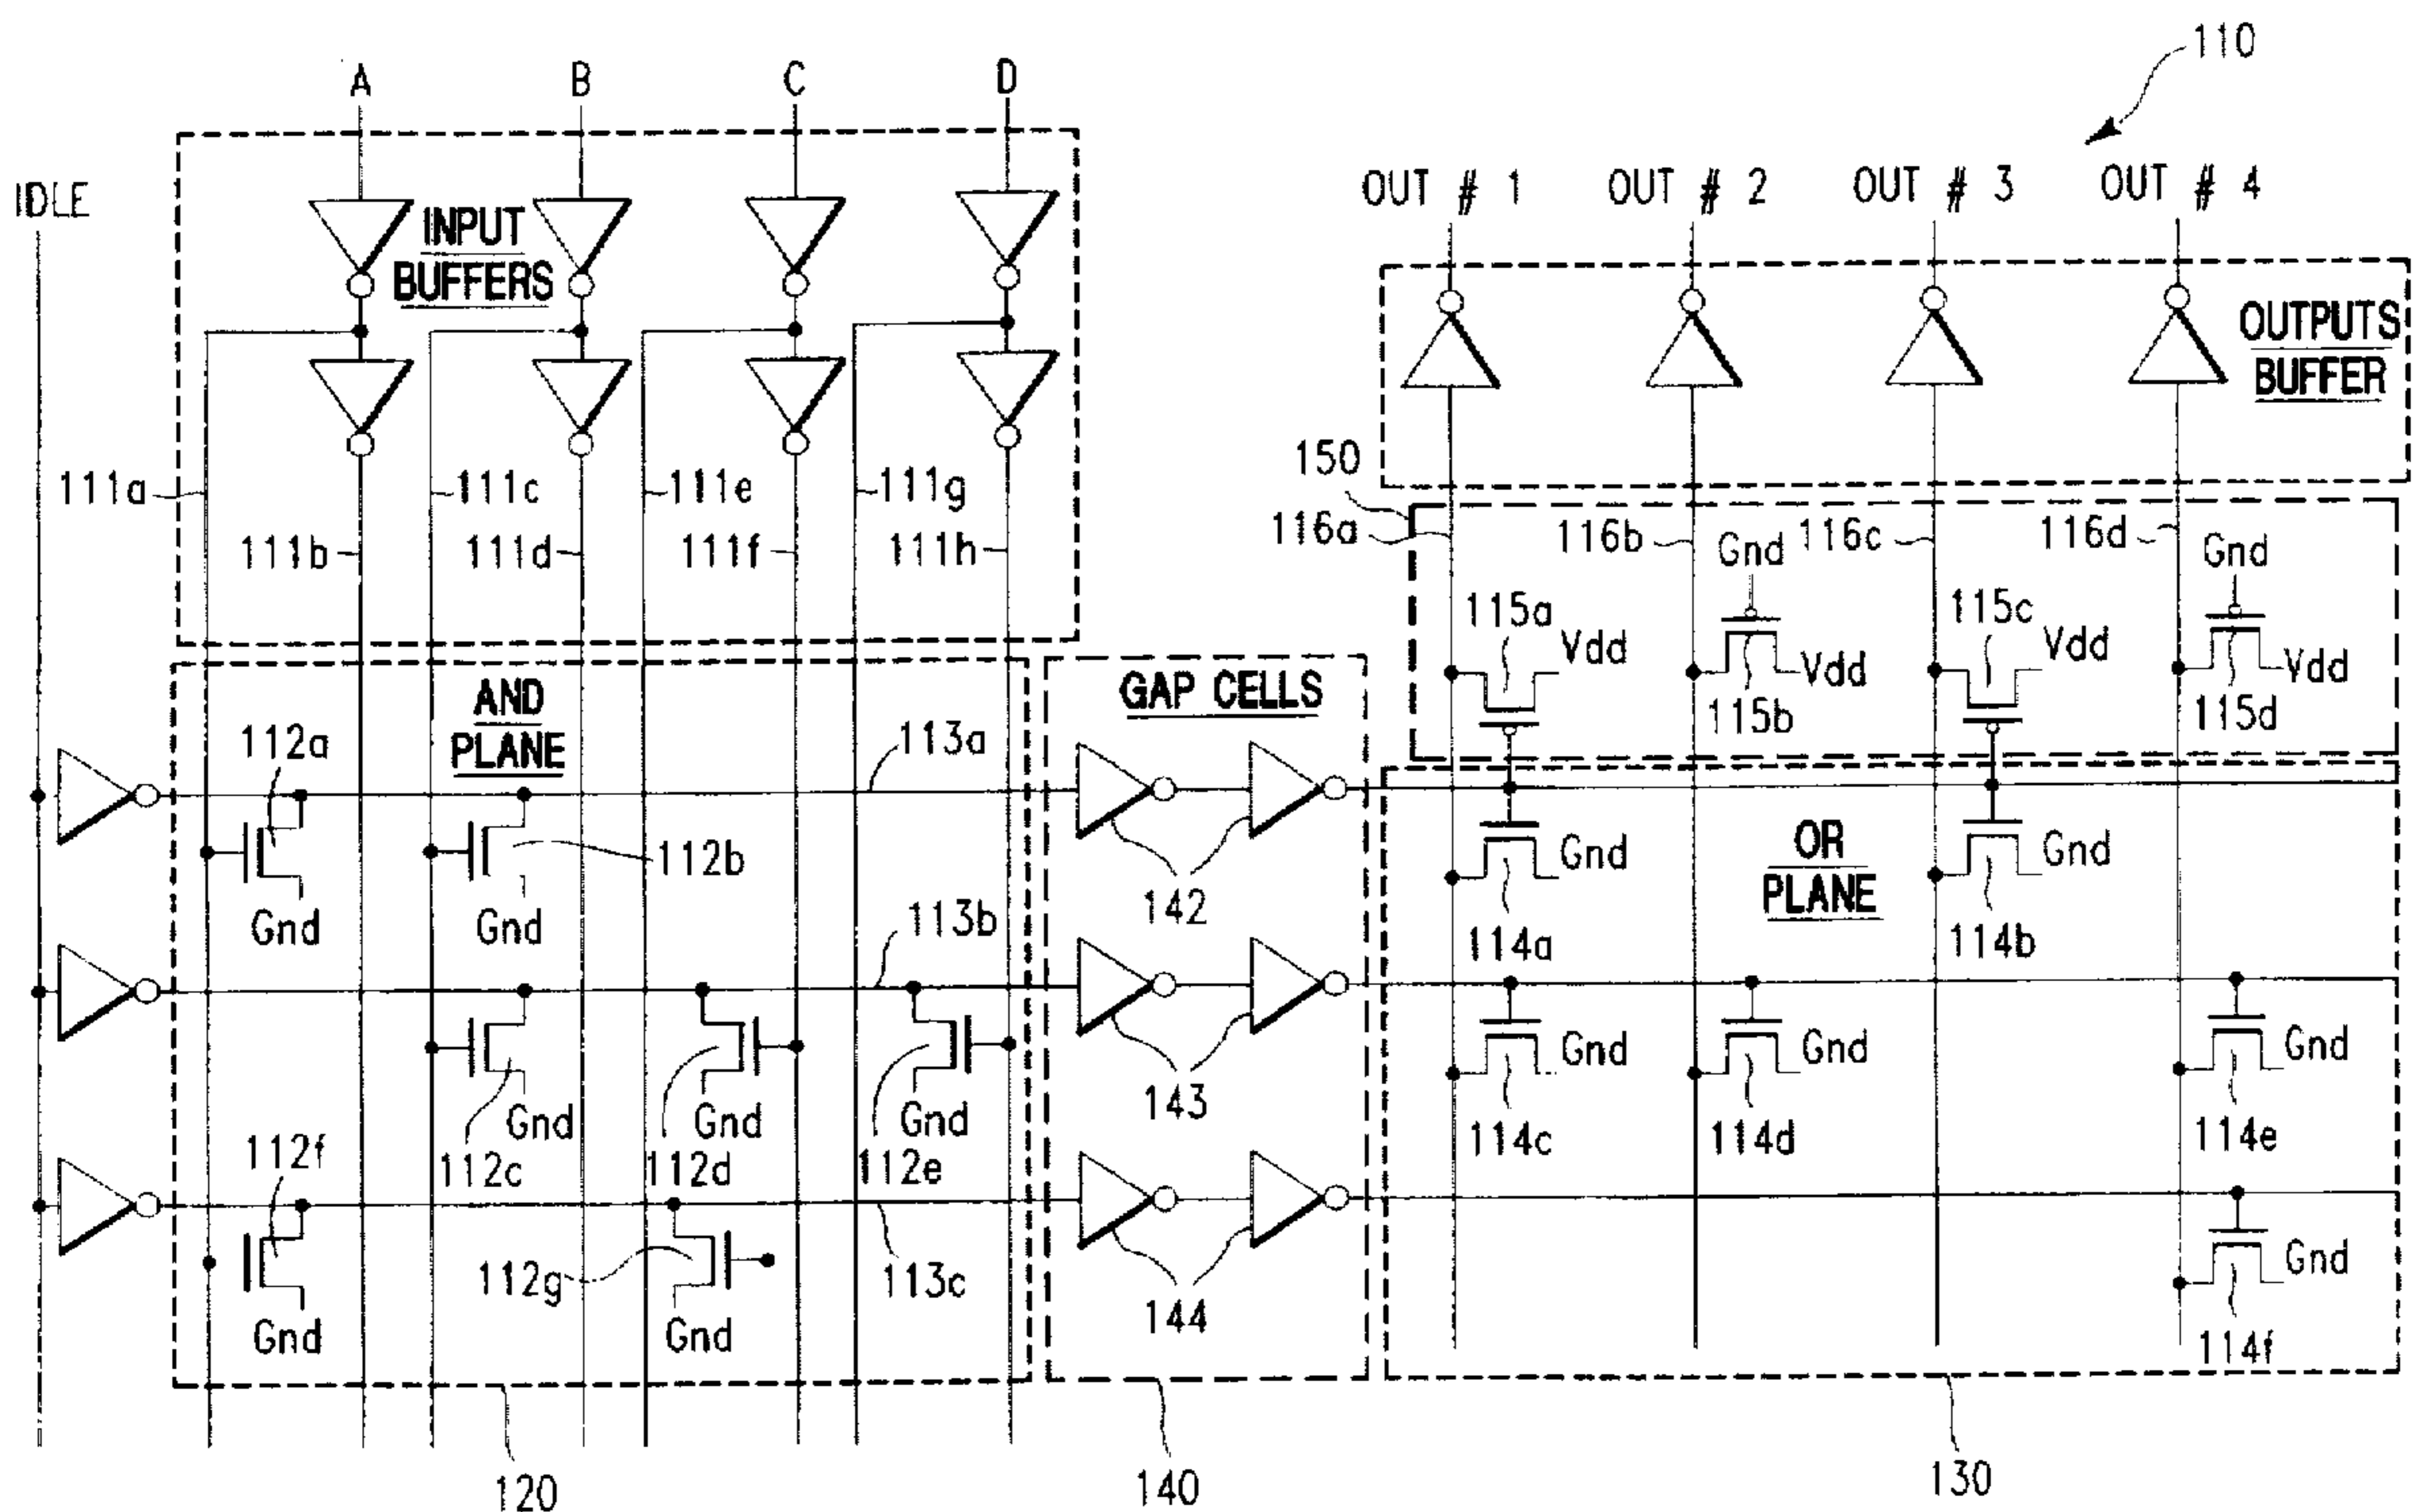 110
A B C D
IDLE
OUT # 1 OUT # 2 OUT # 3 OUT # 4
INPUT
BUFFERS
OUTPUTS
BUFFER
150
111a 111c 111e 111g
116a 116b 116c 116d
111b 111d 111f 111h
Gnd Gnd
115a 115c
Vdd Vdd Vdd Vdd
115b 115d
AND
PLANE
GAP CELLS
112a 113a
112b
Gnd Gnd
142
OR
PLANE
Gnd Gnd
114a 114b
113b
Gnd Gnd Gnd
143
Gnd Gnd Gnd
112f 112c 112d 112e
114c 114d 114e
112g 113c
Gnd Gnd
144
Gnd
114f
120 140 130